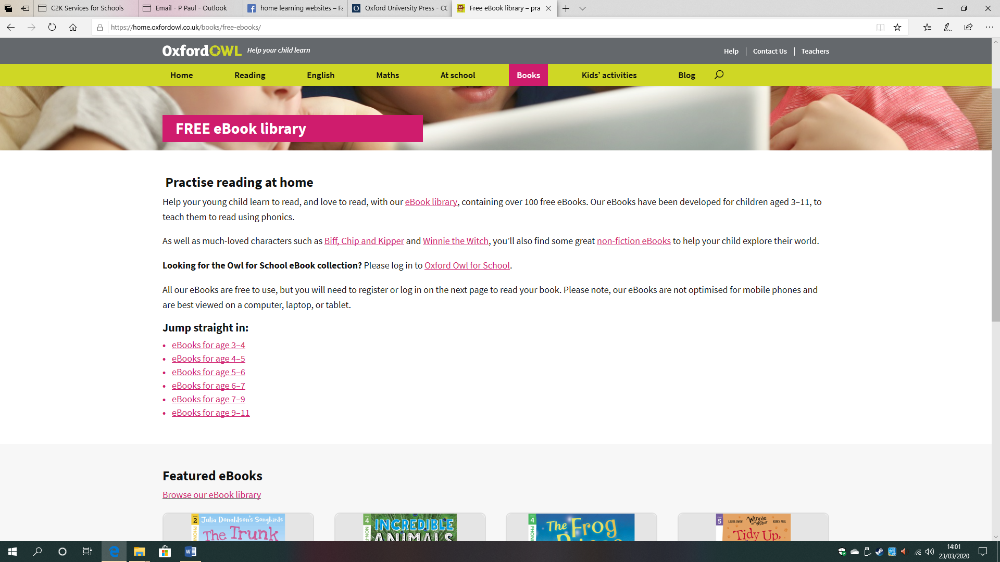 C2K Services for Schools
Email - P Paul - Outlook
home learning websites – Fa
Oxford University Press - CC
Free eBook library – pra
https://home.oxfordowl.co.uk/books/free-ebooks/
OxfordOWL Help your child learn
Help Contact Us Teachers
Home Reading English Maths At school Books Kids’ activities Blog
FREE eBook library
Practise reading at home
Help your young child learn to read, and love to read, with our eBook library, containing over 100 free eBooks. Our eBooks have been developed for children aged 3–11, to
teach them to read using phonics.
As well as much-loved characters such as Biff, Chip and Kipper and Winnie the Witch, you’ll also find some great non-fiction eBooks to help your child explore their world.
Looking for the Owl for School eBook collection? Please log in to Oxford Owl for School.
All our eBooks are free to use, but you will need to register or log in on the next page to read your book. Please note, our eBooks are not optimised for mobile phones and
are best viewed on a computer, laptop, or tablet.
Jump straight in:
• eBooks for age 3–4
• eBooks for age 4–5
• eBooks for age 5–6
• eBooks for age 6–7
• eBooks for age 7–9
• eBooks for age 9–11
Featured eBooks
Browse our eBook library
2 Julia Donaldson's Songbirds
PHONI
The Trunk
4
NON-F
INCREDIBLE
ANIMALS
4
PHONI
The Frog
Prince
5
LAURA OWEN Winnie and Wilbur KORKY PAUL
Tidy Up,
14:01
23/03/2020